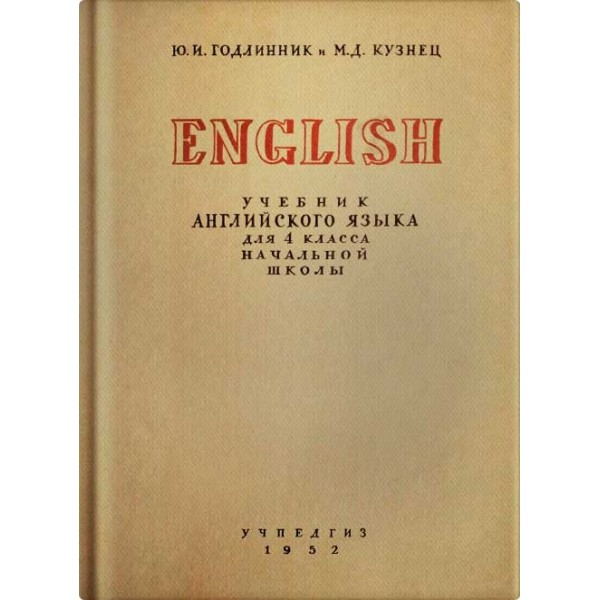 Ю.И. ГОДЛИННИК и М.Д. КУЗНЕЦ
ENGLISH
УЧЕБНИК
АНГЛИЙСКОГО ЯЗЫКА
ДЛЯ 4 КЛАССА
НАЧАЛЬНОЙ
ШКОЛЫ
УЧПЕДГИЗ
1952